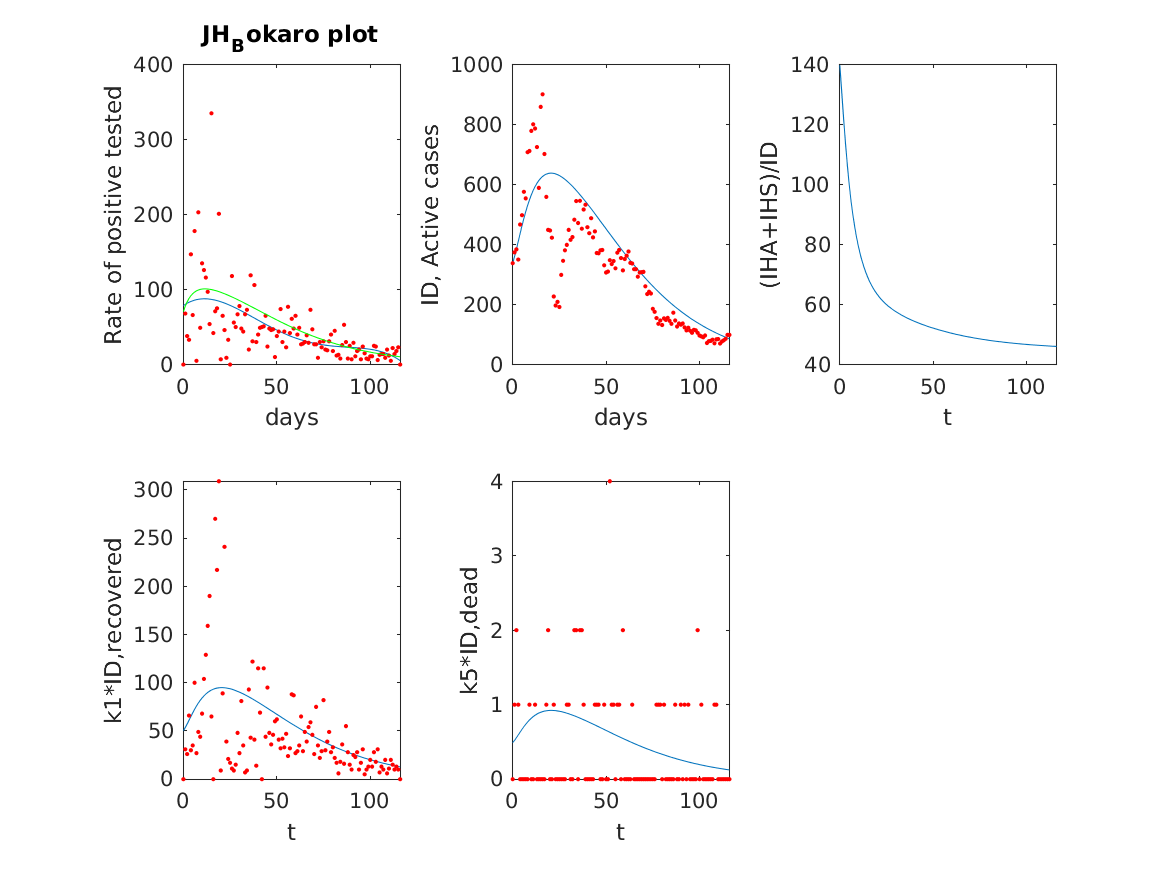 JH_Bokaro plot
400
300
200
100
0
Rate of positive tested
0 50 100
days
1000
800
600
400
200
0
ID, Active cases
0 50 100
days
140
120
100
80
60
40
(IHA+IHS)/ID
0 50 100
t
300
250
200
150
100
50
0
k1*ID,recovered
0 50 100
t
4
3
2
1
0
k5*ID,dead
0 50 100
t